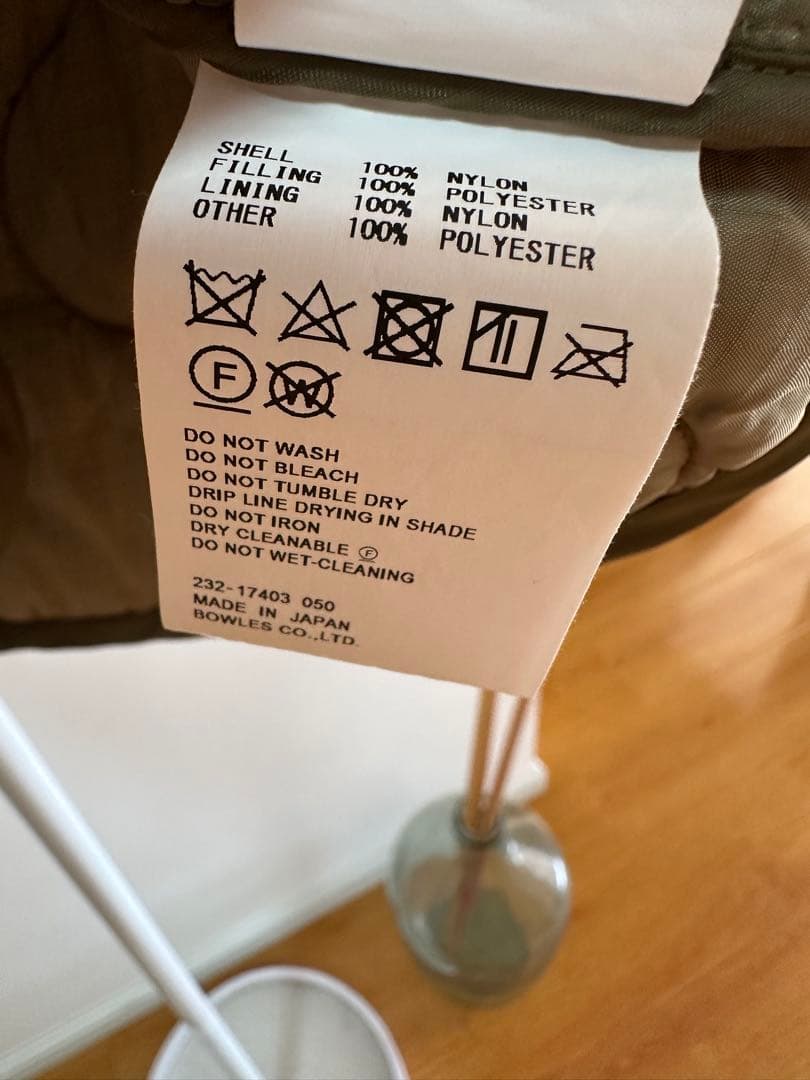 SHELL 100% NYLON
FILLING 100% POLYESTER
LINING 100% NYLON
OTHER 100% POLYESTER
F W
DO NOT WASH
DO NOT BLEACH
DO NOT TUMBLE DRY
DRIP LINE DRYING IN SHADE
DO NOT IRON
DRY CLEANABLE Ⓕ
DO NOT WET-CLEANING
232-17403 050
MADE IN JAPAN
BOWLES CO.,LTD.